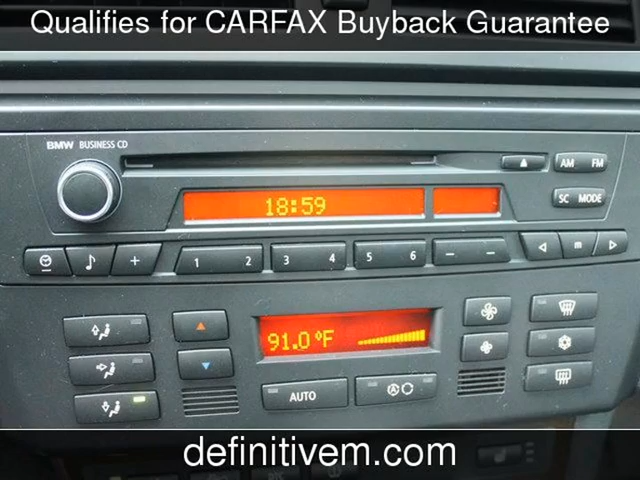 Qualifies for CARFAX Buyback Guarantee
BMW BUSINESS CD
AM FM
SC MODE
18:59
+ 1 2 3 4 5 6 — — m
91.0 °F
AUTO
A
definitivem.com